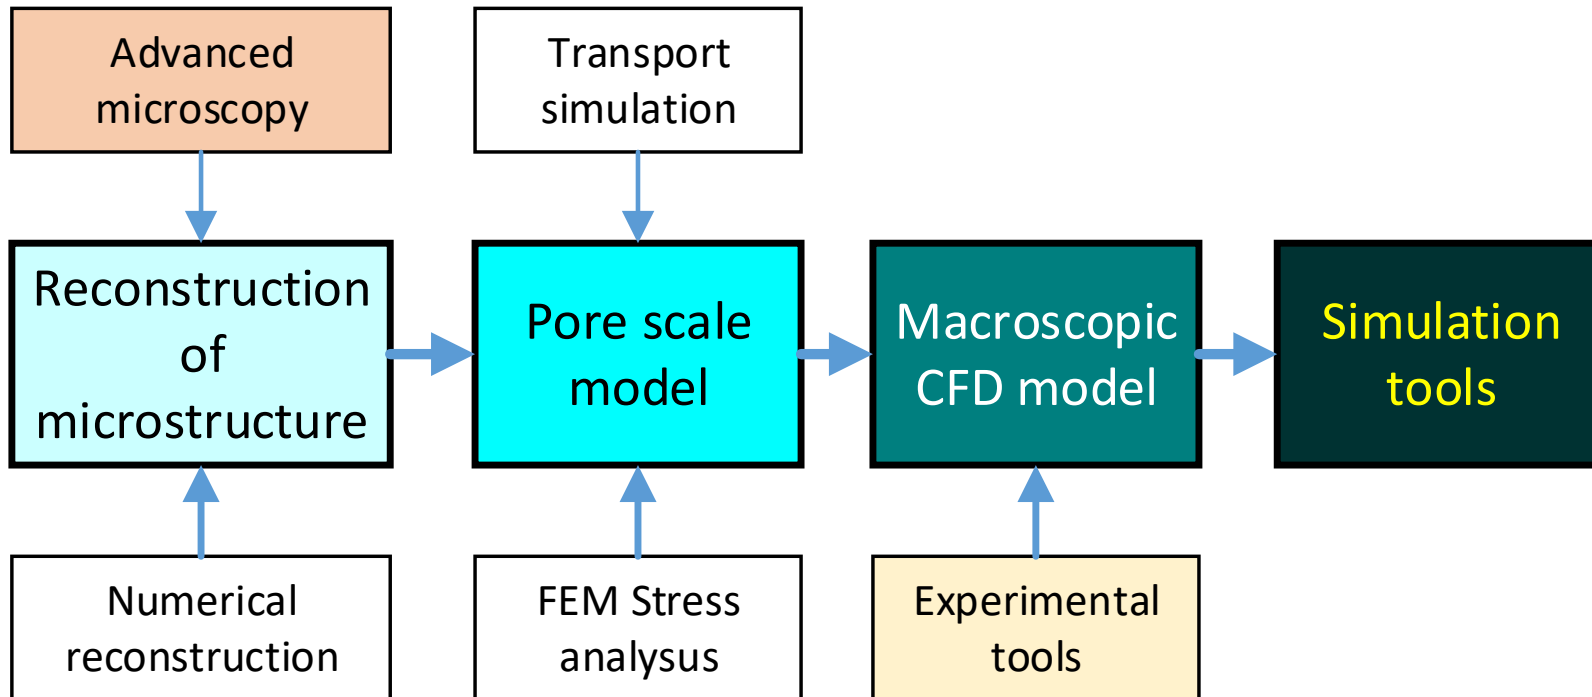 Advanced
microscopy
Transport
simulation
Reconstruction
of
microstructure
Pore scale
model
Macroscopic
CFD model
Simulation
tools
Numerical
reconstruction
FEM Stress
analysus
Experimental
tools